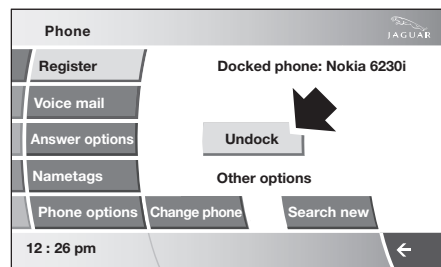 Phone
JAGUAR
Register
Docked phone: Nokia 6230i
Voice mail
Answer options
Undock
Nametags
Other options
Phone options
Change phone
Search new
12 : 26 pm